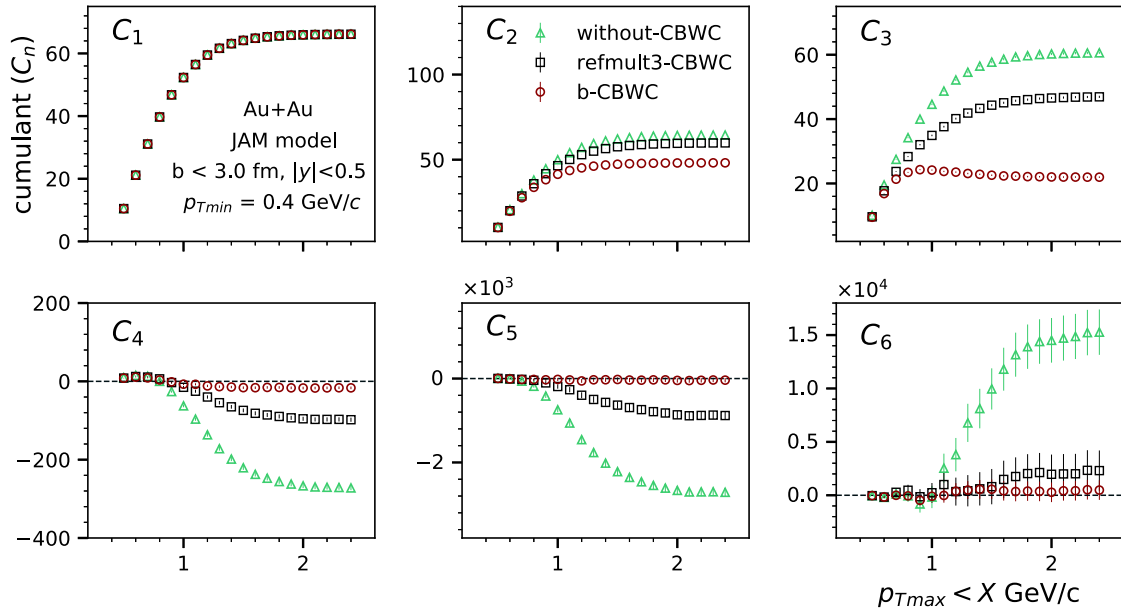 cumulant (Cn)
C1
Au+Au
JAM model
b < 3.0 fm, |y|<0.5
pTmin = 0.4 GeV/c
60
40
20
0
C2
without-CBWC
refmult3-CBWC
b-CBWC
100
50
C3
60
40
20
C4
200
0
−200
−400
1
2
×10³
C5
0
−2
1
2
×10⁴
C6
1.5
1.0
0.5
0.0
1
2
pTmax < X GeV/c